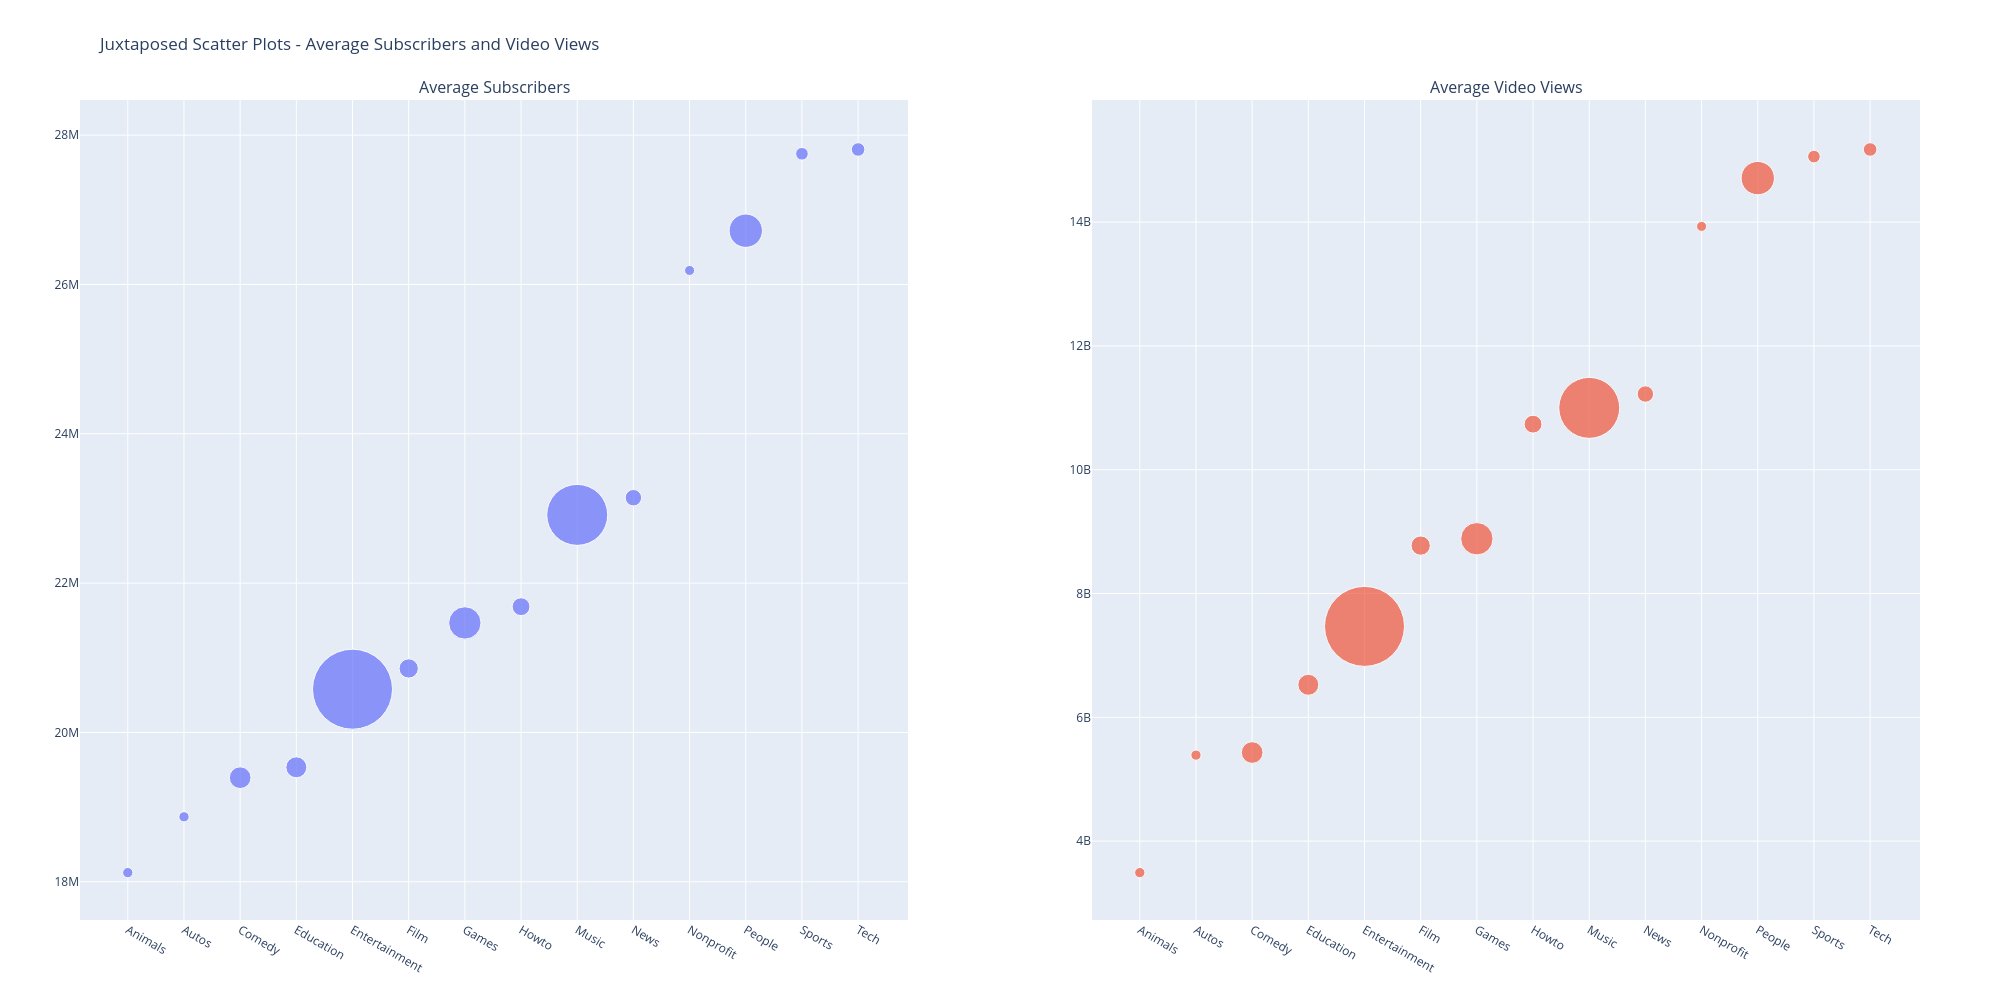 Juxtaposed Scatter Plots - Average Subscribers and Video Views
Average Subscribers
28M
26M
24M
22M
20M
18M
Animals
Autos
Comedy
Education
Entertainment
Film
Games
Howto
Music
News
Nonprofit
People
Sports
Tech
Average Video Views
14B
12B
10B
8B
6B
4B
Animals
Autos
Comedy
Education
Entertainment
Film
Games
Howto
Music
News
Nonprofit
People
Sports
Tech